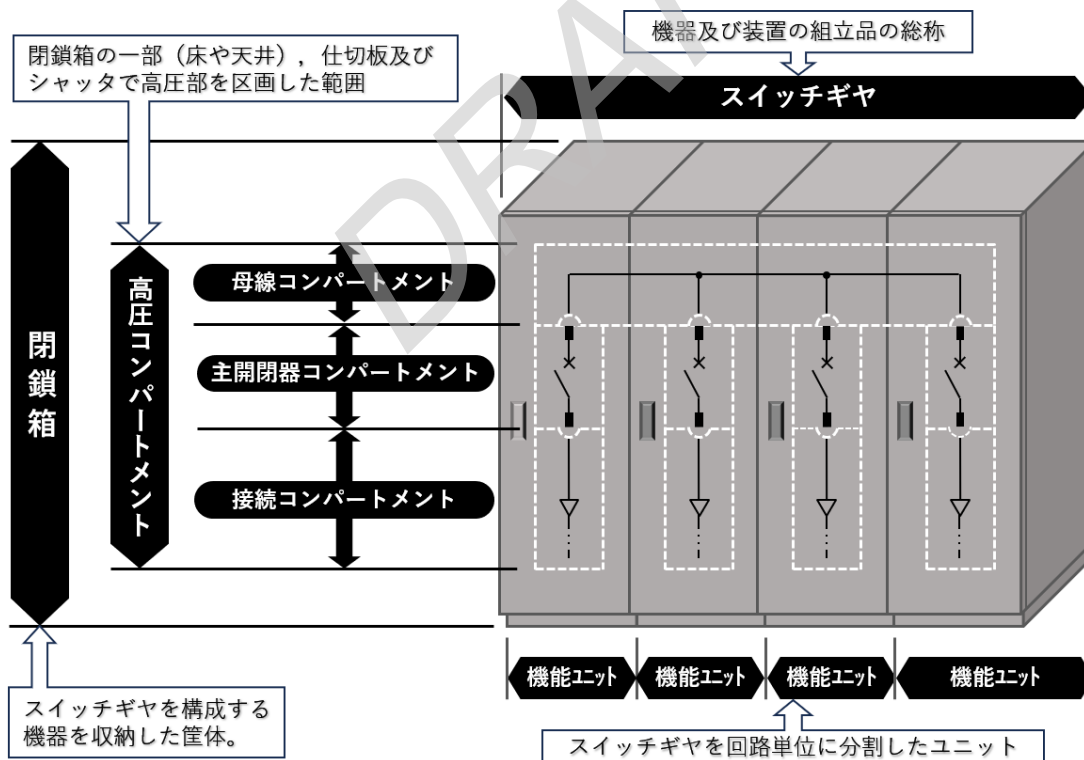 機器及び装置の組立品の総称
閉鎖箱の一部（床や天井），仕切板及び
シャッタで高圧部を区画した範囲
スイッチギヤ
DRA
閉鎖箱
高圧コンパートメント
母線コンパートメント
主開閉器コンパートメント
接続コンパートメント
機能ユニット
機能ユニット
機能ユニット
機能ユニット
スイッチギヤを構成する
機器を収納した筐体。
スイッチギヤを回路単位に分割したユニット